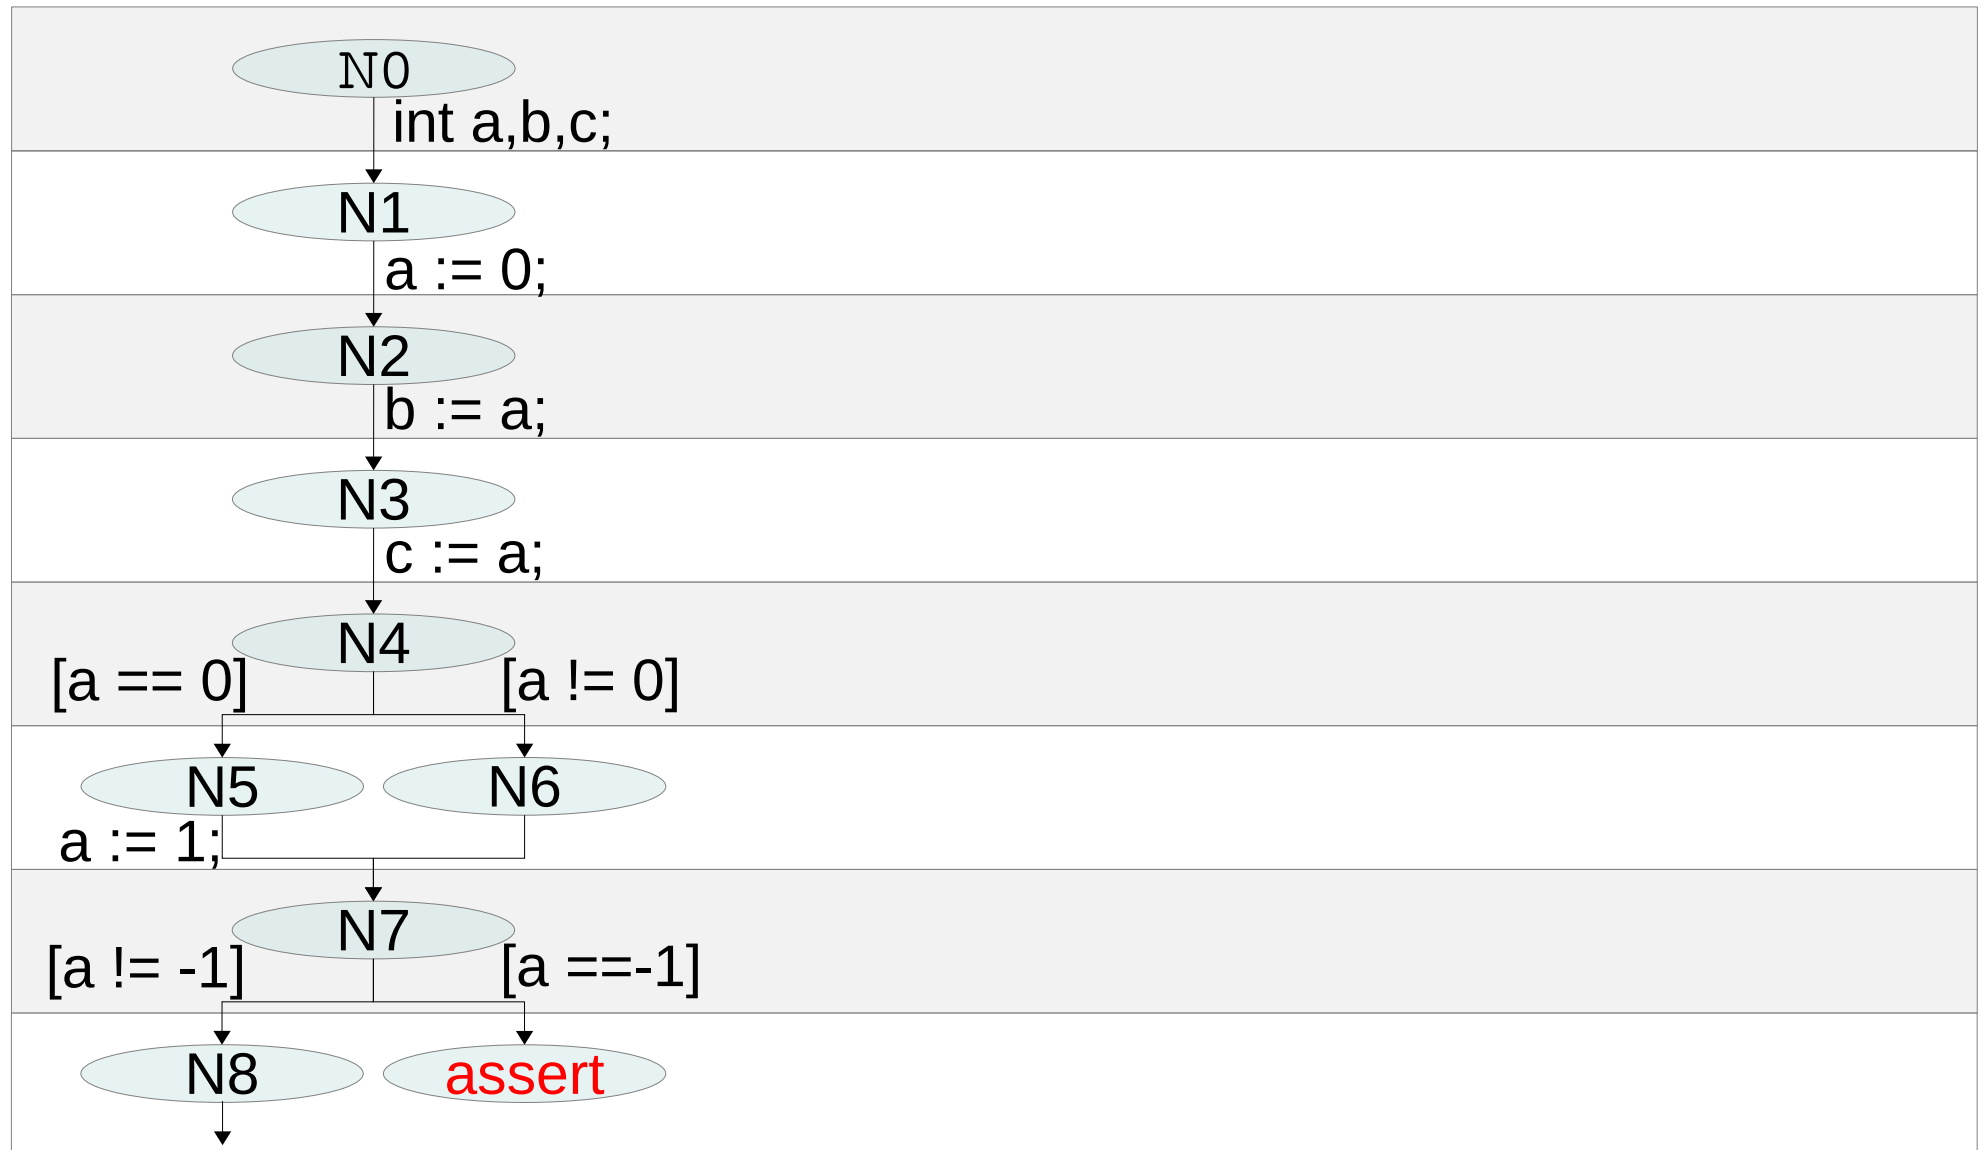 N0
int a,b,c;
N1
a := 0;
N2
b := a;
N3
c := a;
N4
[a == 0] [a != 0]
N5 N6
a := 1;
N7
[a != -1] [a ==-1]
N8 assert